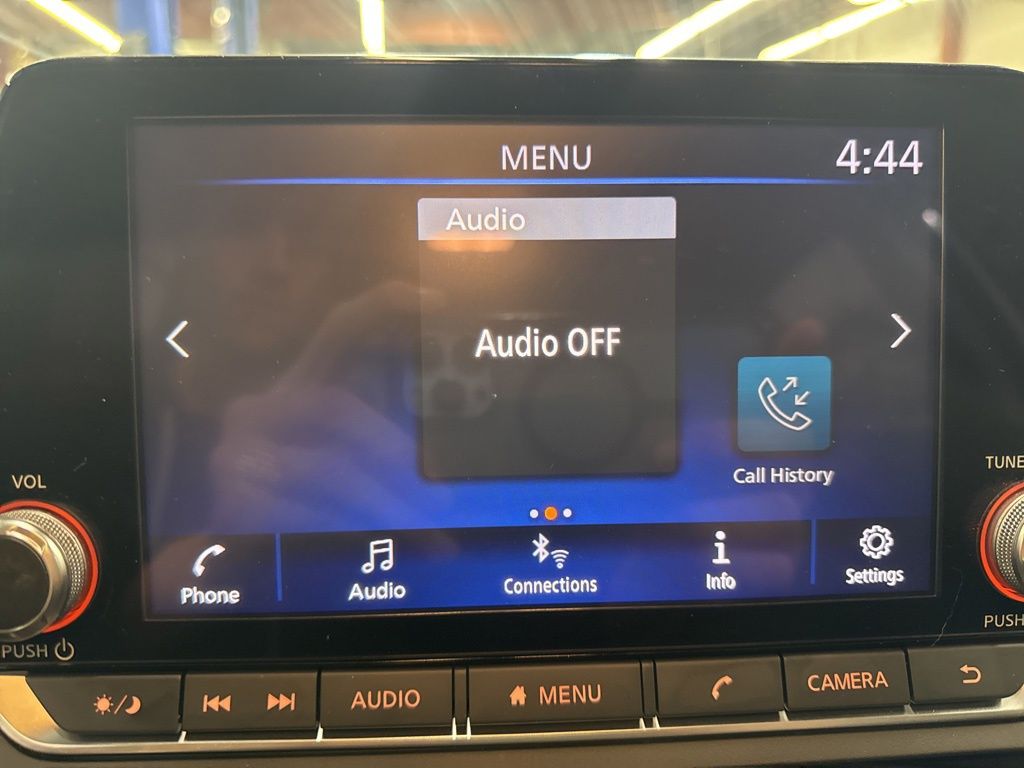 MENU
4:44
Audio
Audio OFF
Call History
VOL
TUNE
Phone
Audio
Connections
Info
Settings
PUSH
PUSH
AUDIO
MENU
CAMERA